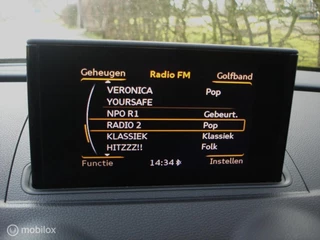 Geheugen Radio FM Golfband
VERONICA Pop
YOURSAFE
NPO R1 Gebeurt.
RADIO 2 Pop
KLASSIEK Klassiek
HITZZZ!! Folk
Functie 14:34 Instellen
© Mobilox